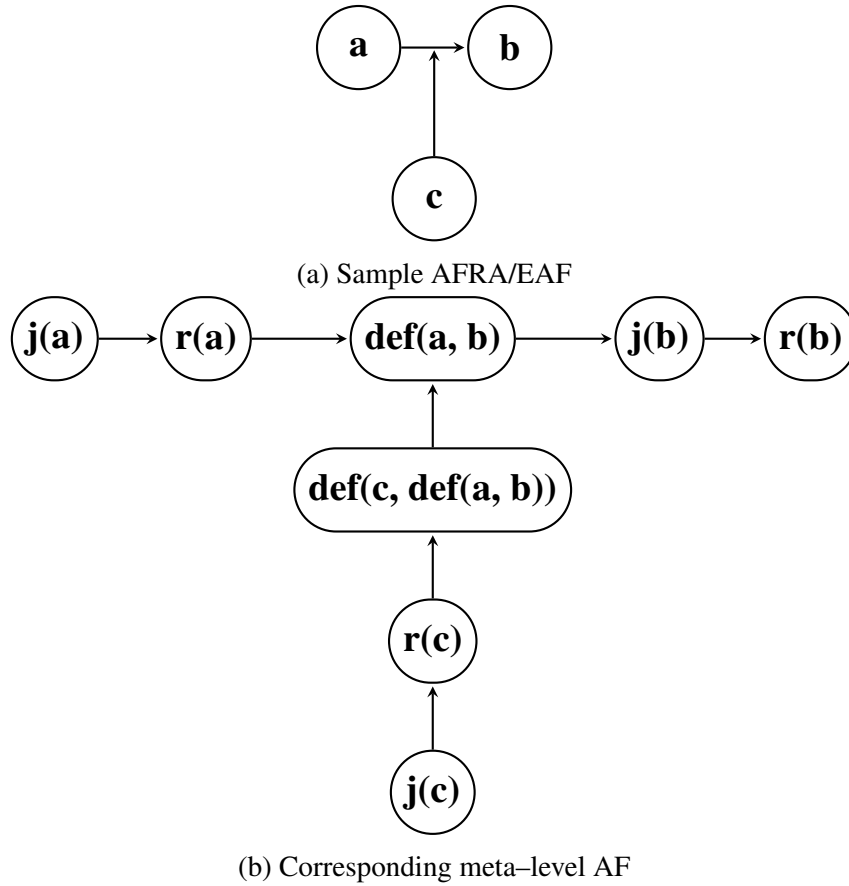 a b
c
(a) Sample AFRA/EAF
j(a) r(a) def(a, b) j(b) r(b)
def(c, def(a, b))
r(c)
j(c)
(b) Corresponding meta–level AF